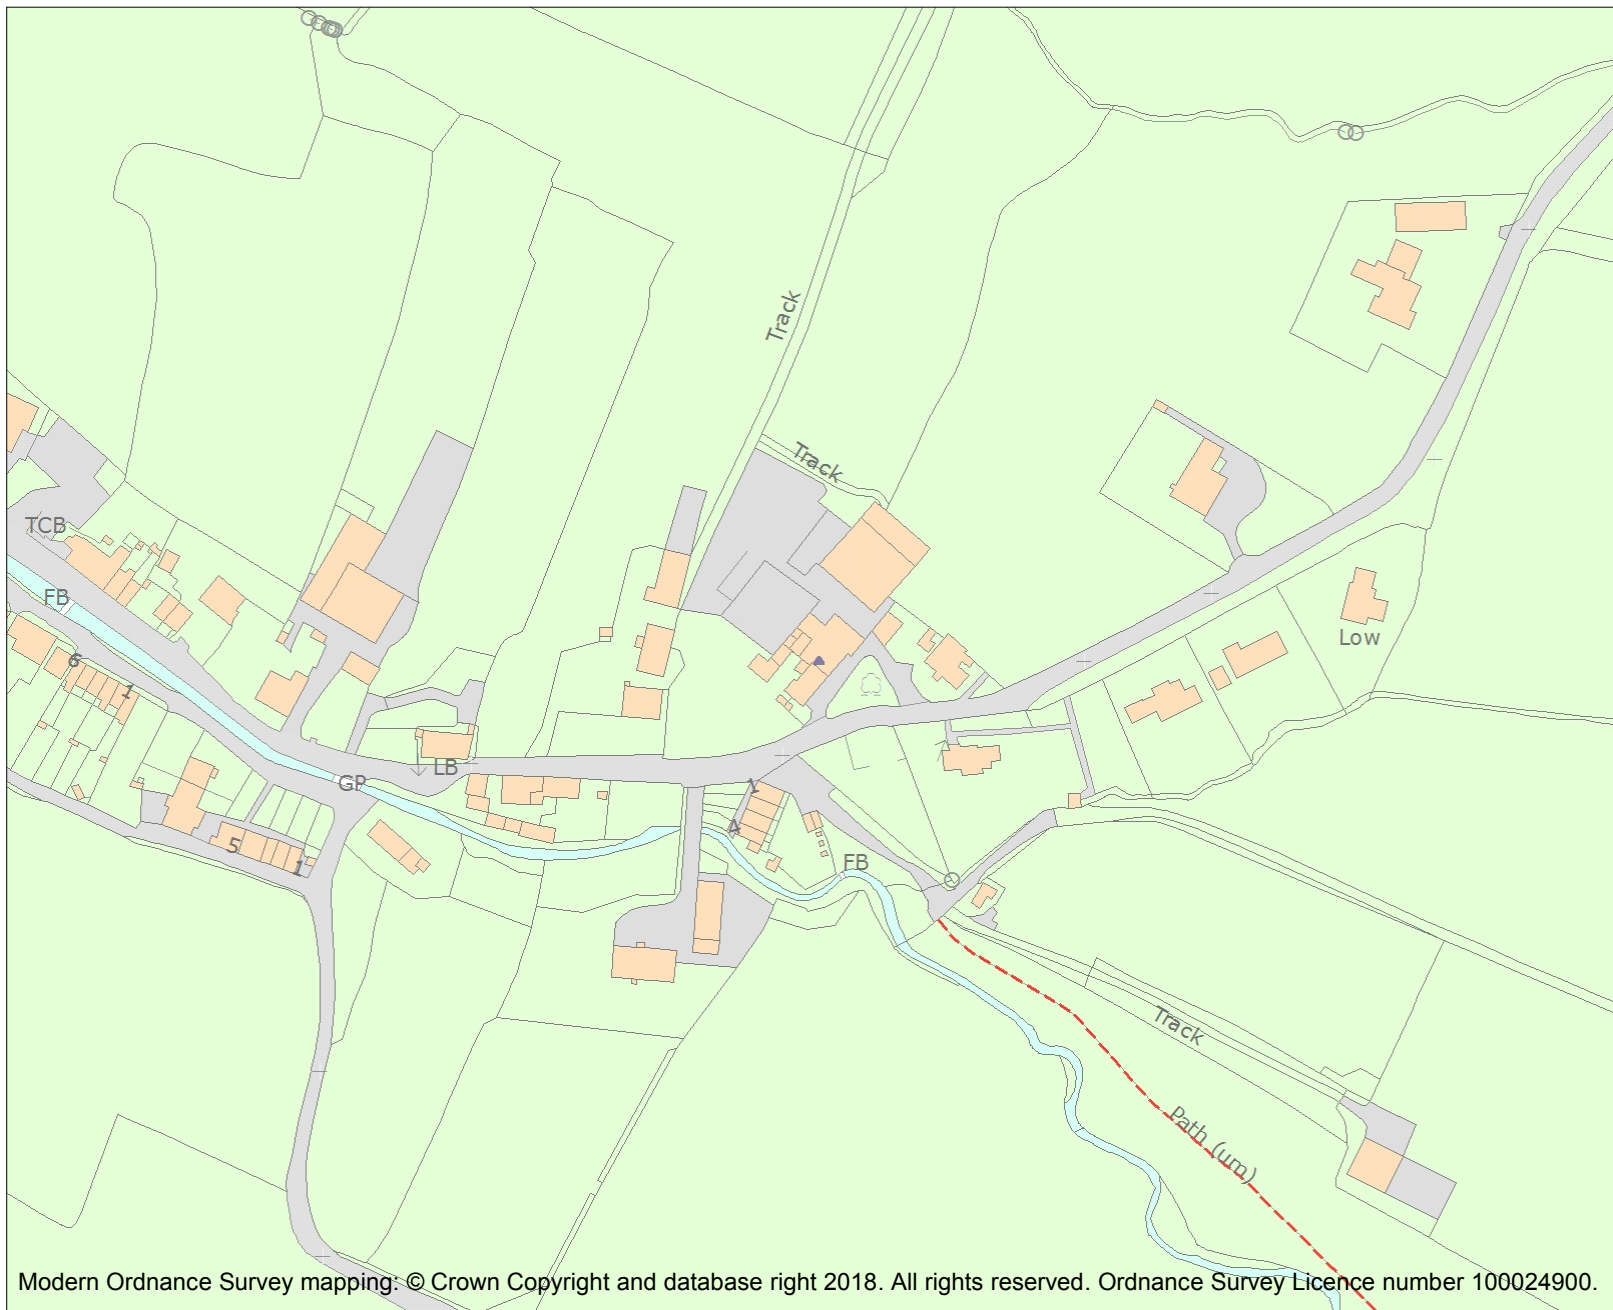 Track
Track
TCB
FB
6
1
Low
LB
GP
1
4
5
1
FB
Track
Path (um)
Modern Ordnance Survey mapping: © Crown Copyright and database right 2018. All rights reserved. Ordnance Survey Licence number 100024900.